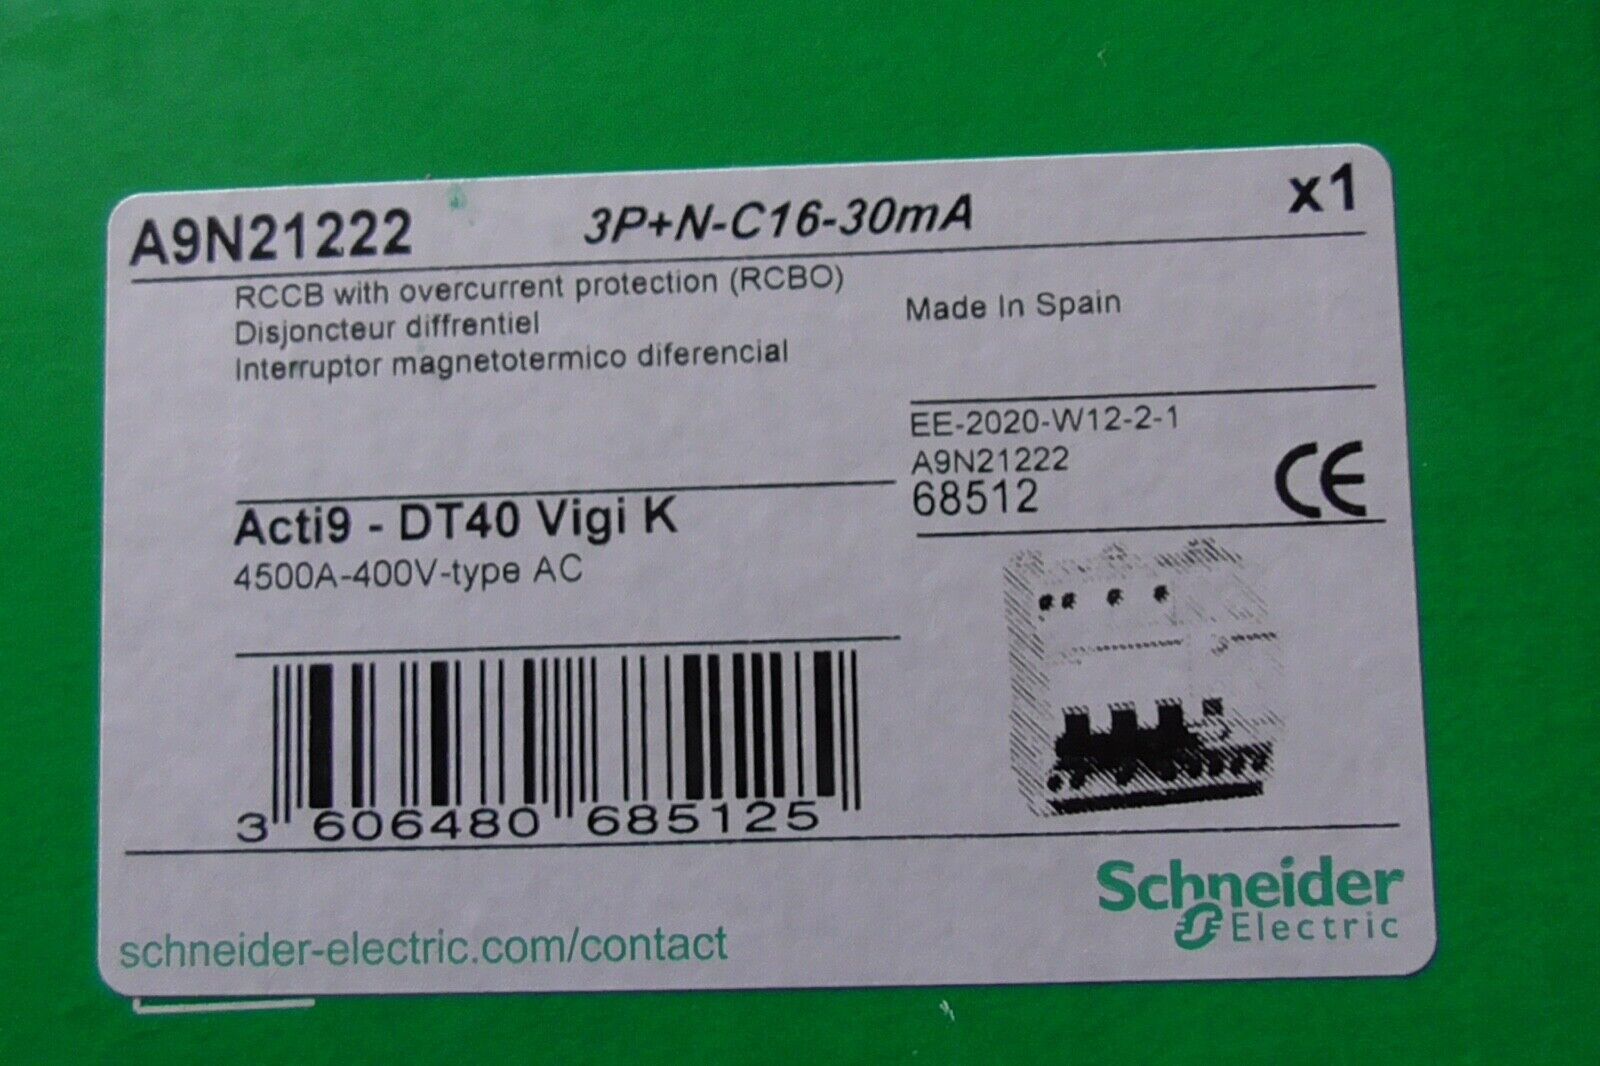 A9N21222 3P+N-C16-30mA x1
RCCB with overcurrent protection (RCBO)
Disjoncteur diffrentiel
Interruptor magnetotermico diferencial
Made In Spain
EE-2020-W12-2-1
A9N21222
68512
CE
Acti9 - DT40 Vigi K
4500A-400V-type AC
3 606480 685125
schneider-electric.com/contact
Schneider
Electric